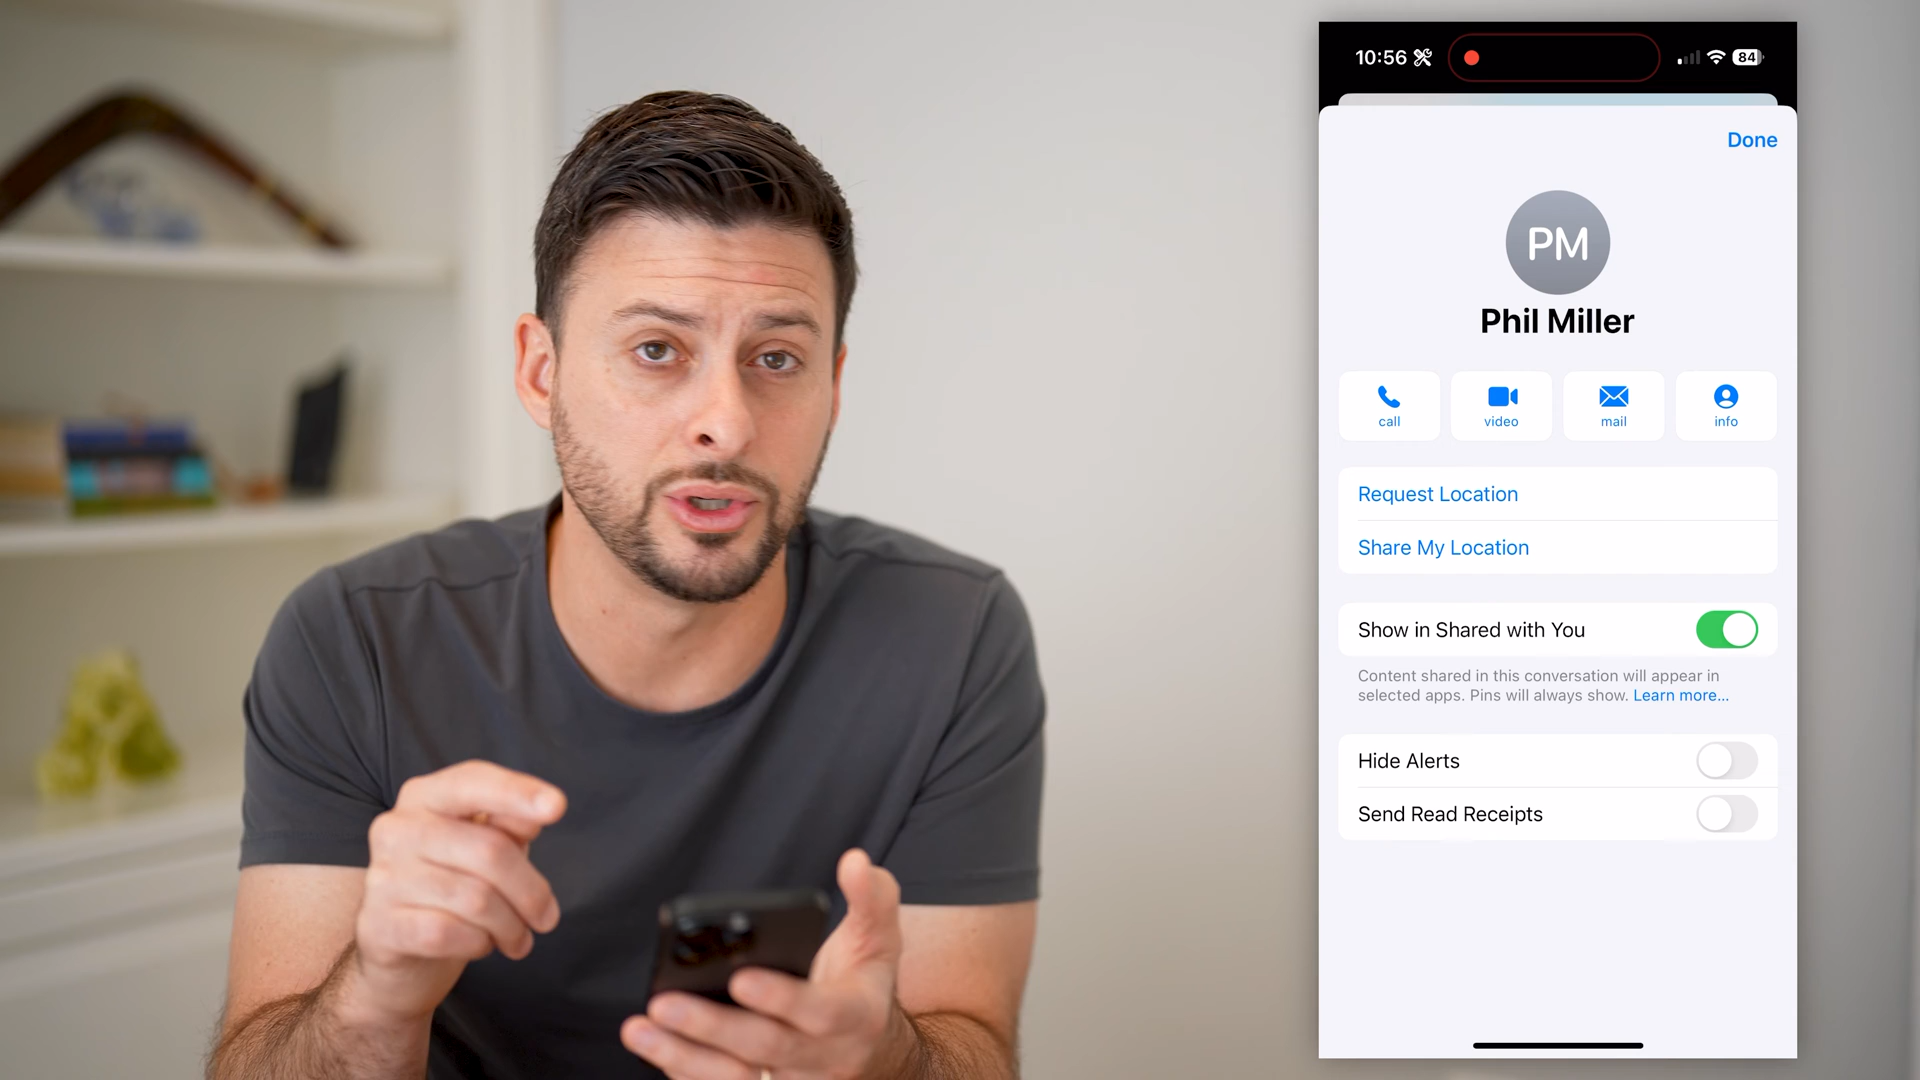 10:56
84
Done
PM
Phil Miller
call
video
mail
info
Request Location
Share My Location
Show in Shared with You
Content shared in this conversation will appear in
selected apps. Pins will always show. Learn more...
Hide Alerts
Send Read Receipts